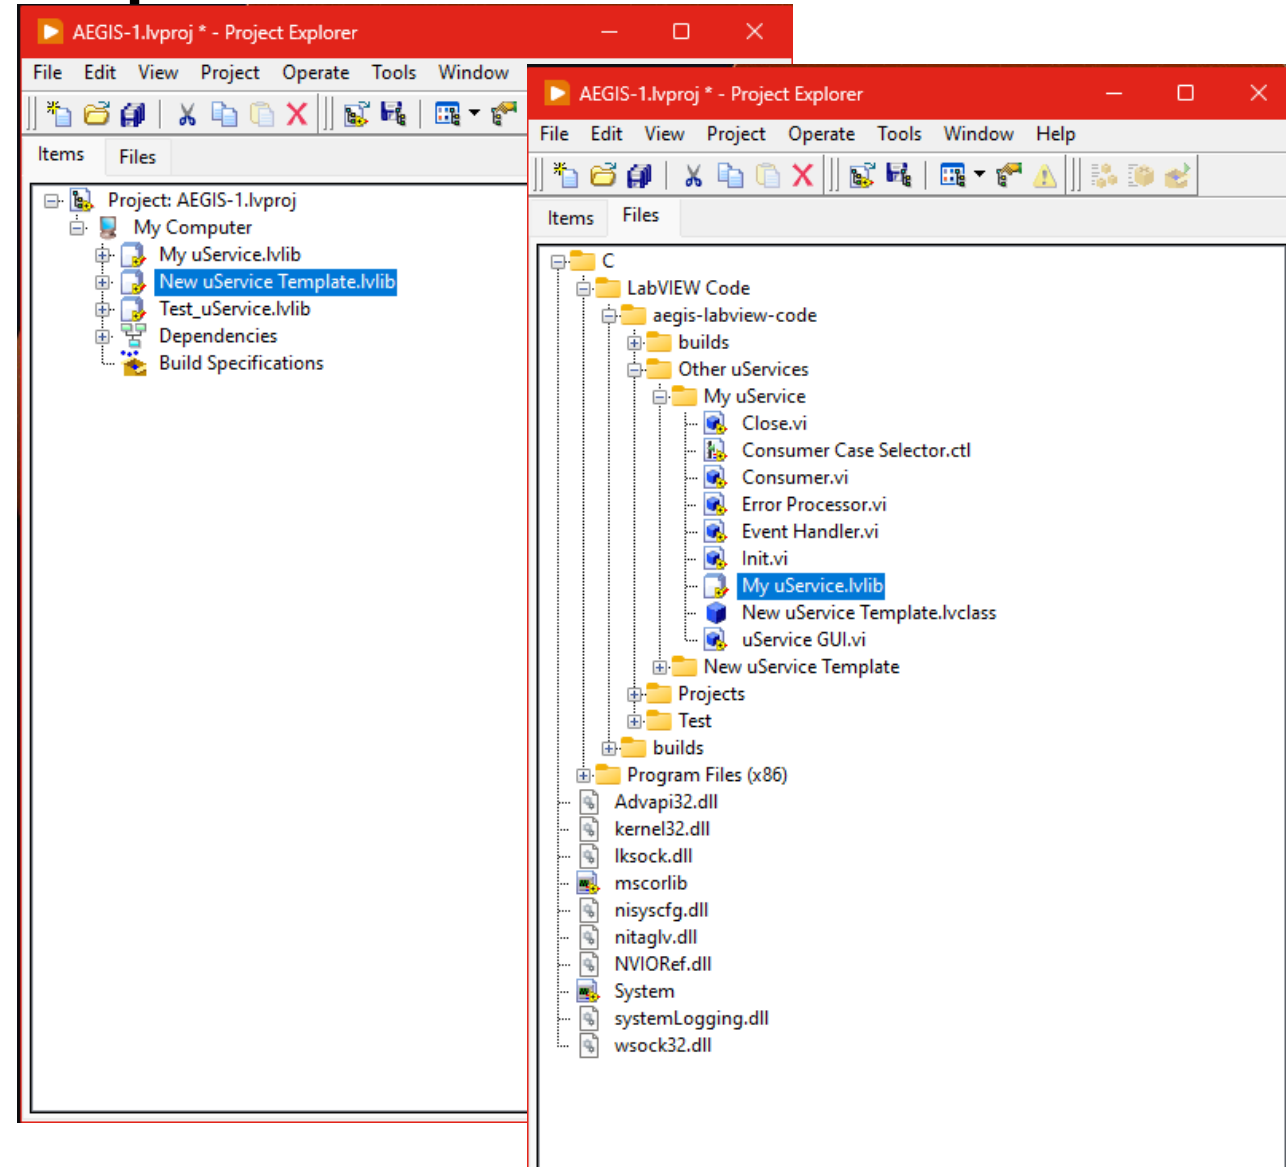 AEGIS-1.lvproj * - Project Explorer
File Edit View Project Operate Tools Window
Items Files
Project: AEGIS-1.lvproj
My Computer
My uService.lvlib
New uService Template.lvlib
Test_uService.lvlib
Dependencies
Build Specifications
AEGIS-1.lvproj * - Project Explorer
File Edit View Project Operate Tools Window Help
Items Files
C
LabVIEW Code
aegis-labview-code
builds
Other uServices
My uService
Close.vi
Consumer Case Selector.ctl
Consumer.vi
Error Processor.vi
Event Handler.vi
Init.vi
My uService.lvlib
New uService Template.lvclass
uService GUI.vi
New uService Template
Projects
Test
builds
Program Files (x86)
Advapi32.dll
kernel32.dll
lksock.dll
mscorlib
nisyscfg.dll
nitaglv.dll
NVIORef.dll
System
systemLogging.dll
wsock32.dll